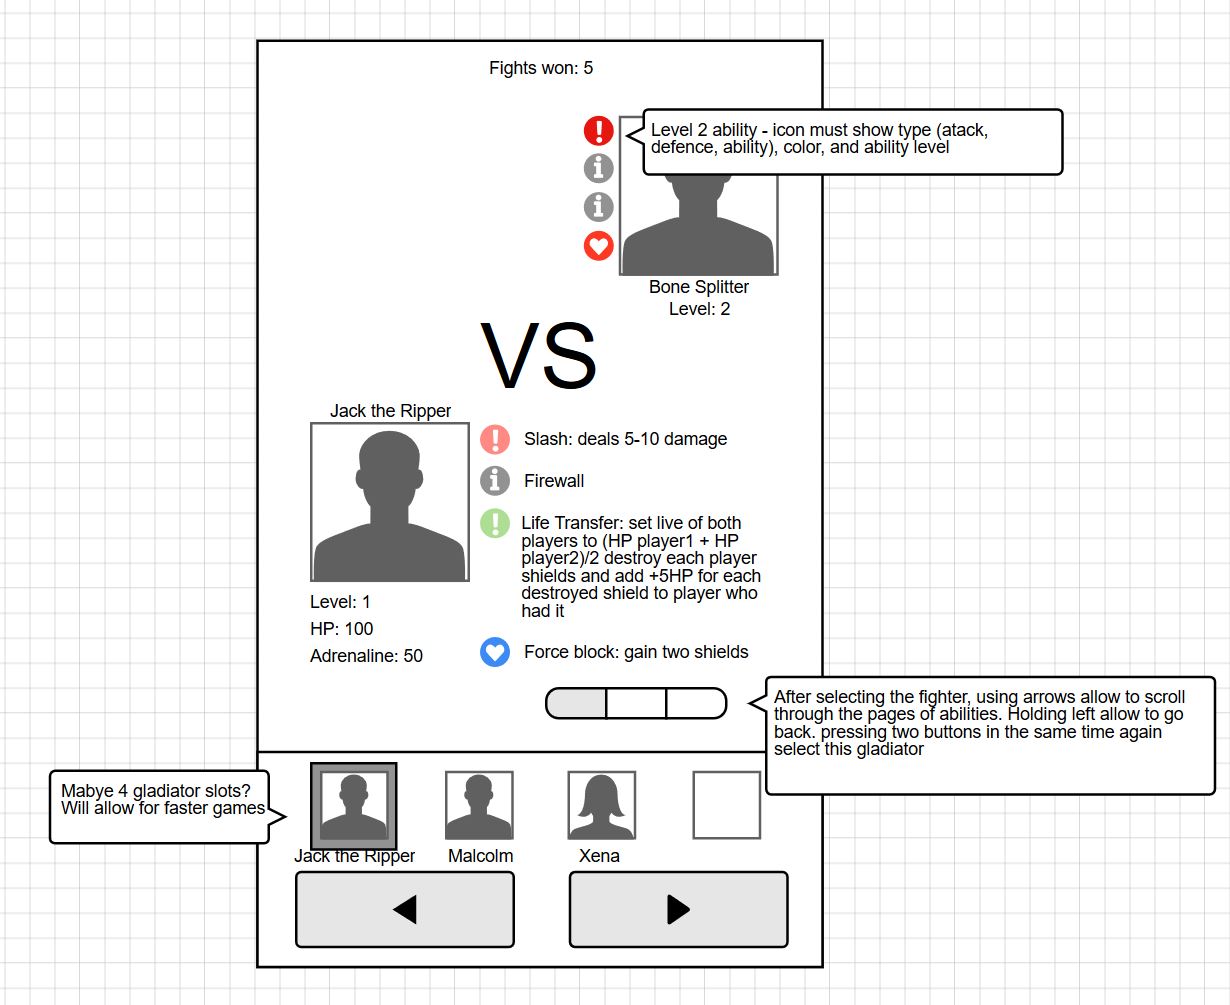 Fights won: 5
Level 2 ability - icon must show type (atack,
defence, ability), color, and ability level
Bone Splitter
Level: 2
VS
Jack the Ripper
Slash: deals 5-10 damage
Firewall
Life Transfer: set live of both
players to (HP player1 + HP
player2)/2 destroy each player
shields and add +5HP for each
destroyed shield to player who
had it
Level: 1
HP: 100
Adrenaline: 50
Force block: gain two shields
After selecting the fighter, using arrows allow to scroll
through the pages of abilities. Holding left allow to go
back. pressing two buttons in the same time again
select this gladiator
Mabye 4 gladiator slots?
Will allow for faster games
Jack the Ripper
Malcolm
Xena